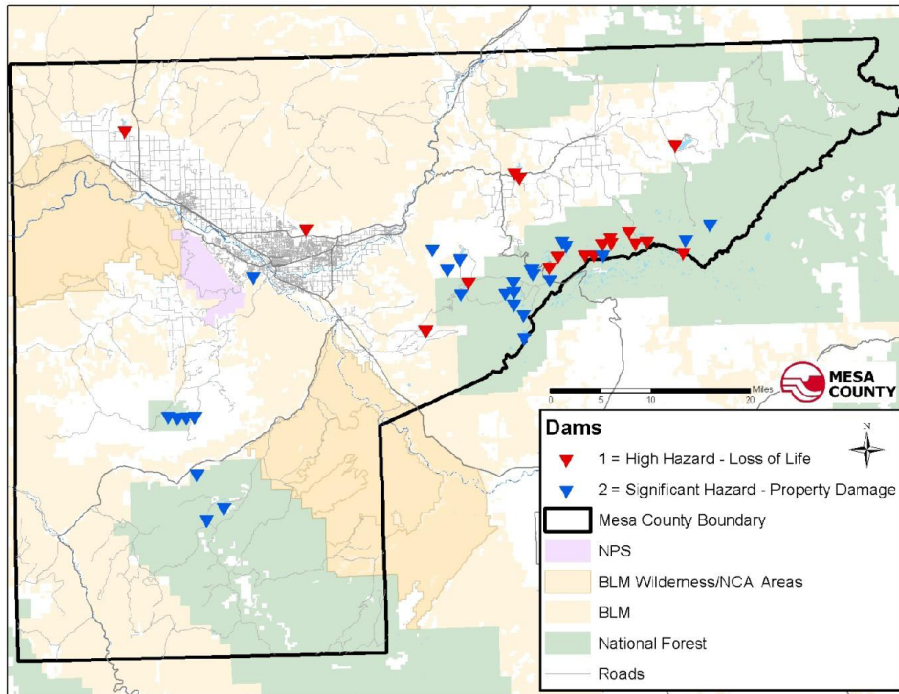 N
0 5 10 20
Miles
MESA
COUNTY
Dams
1 = High Hazard - Loss of Life
2 = Significant Hazard - Property Damage
Mesa County Boundary
NPS
BLM Wilderness/NCA Areas
BLM
National Forest
Roads